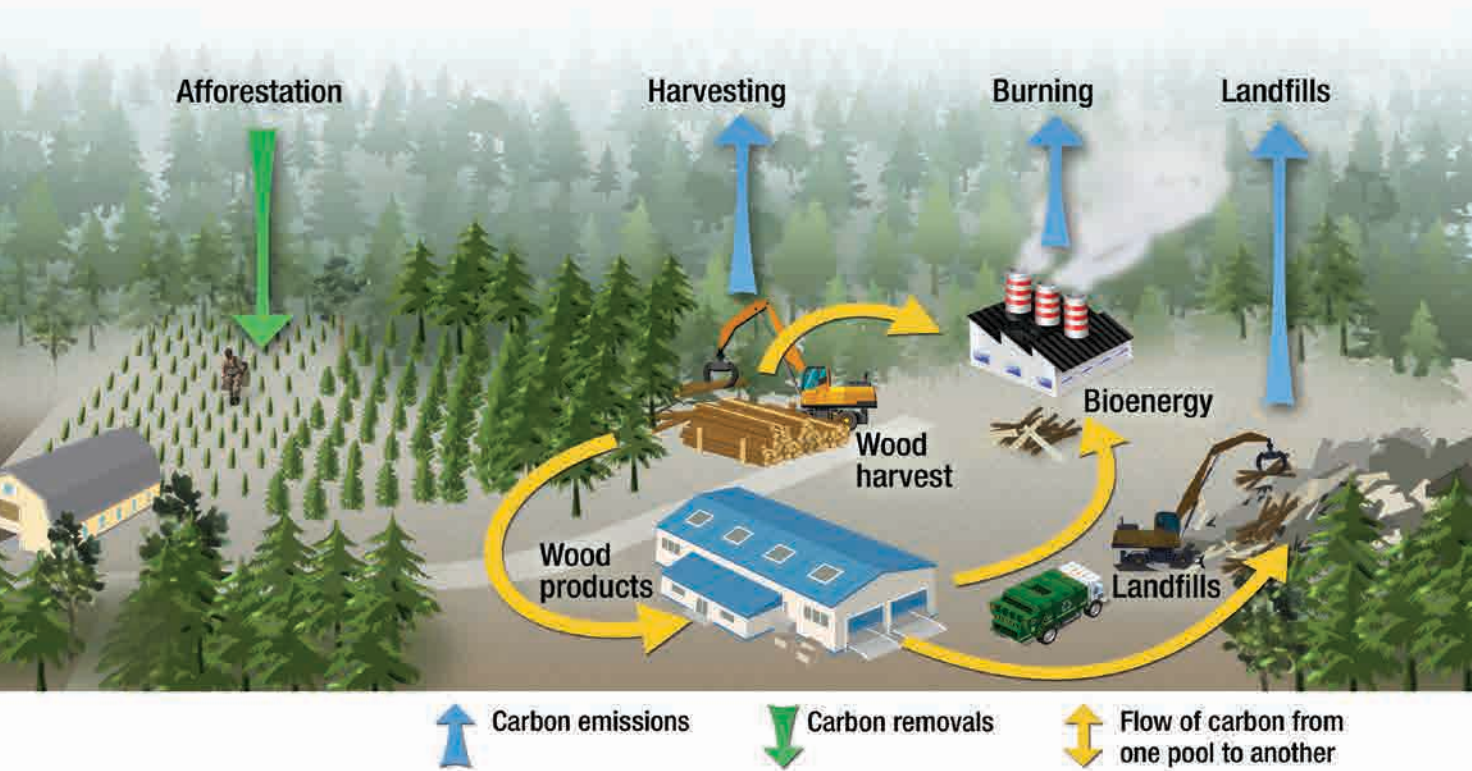 Afforestation
Harvesting
Burning
Landfills
Bioenergy
Wood
harvest
Wood
products
Landfills
Carbon emissions
Carbon removals
Flow of carbon from
one pool to another